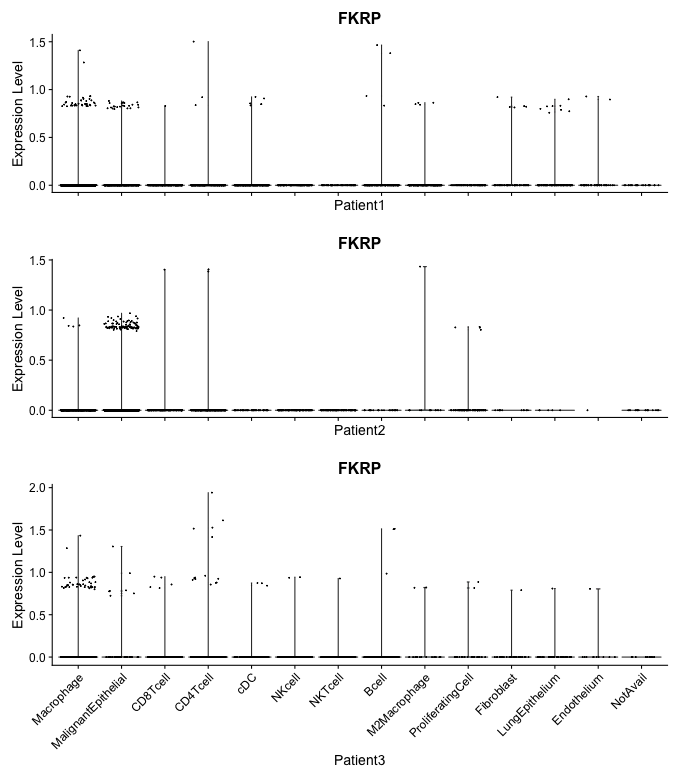 FKRP
Expression Level
1.5
1.0
0.5
0.0
Patient1
FKRP
Expression Level
1.5
1.0
0.5
0.0
Patient2
FKRP
Expression Level
2.0
1.5
1.0
0.5
0.0
Macrophage
MalignantEpithelial
CD8Tcell
CD4Tcell
cDC
NKcell
NKTcell
Bcell
M2Macrophage
ProliferatingCell
Fibroblast
LungEpithelium
Endothelium
NotAvail
Patient3